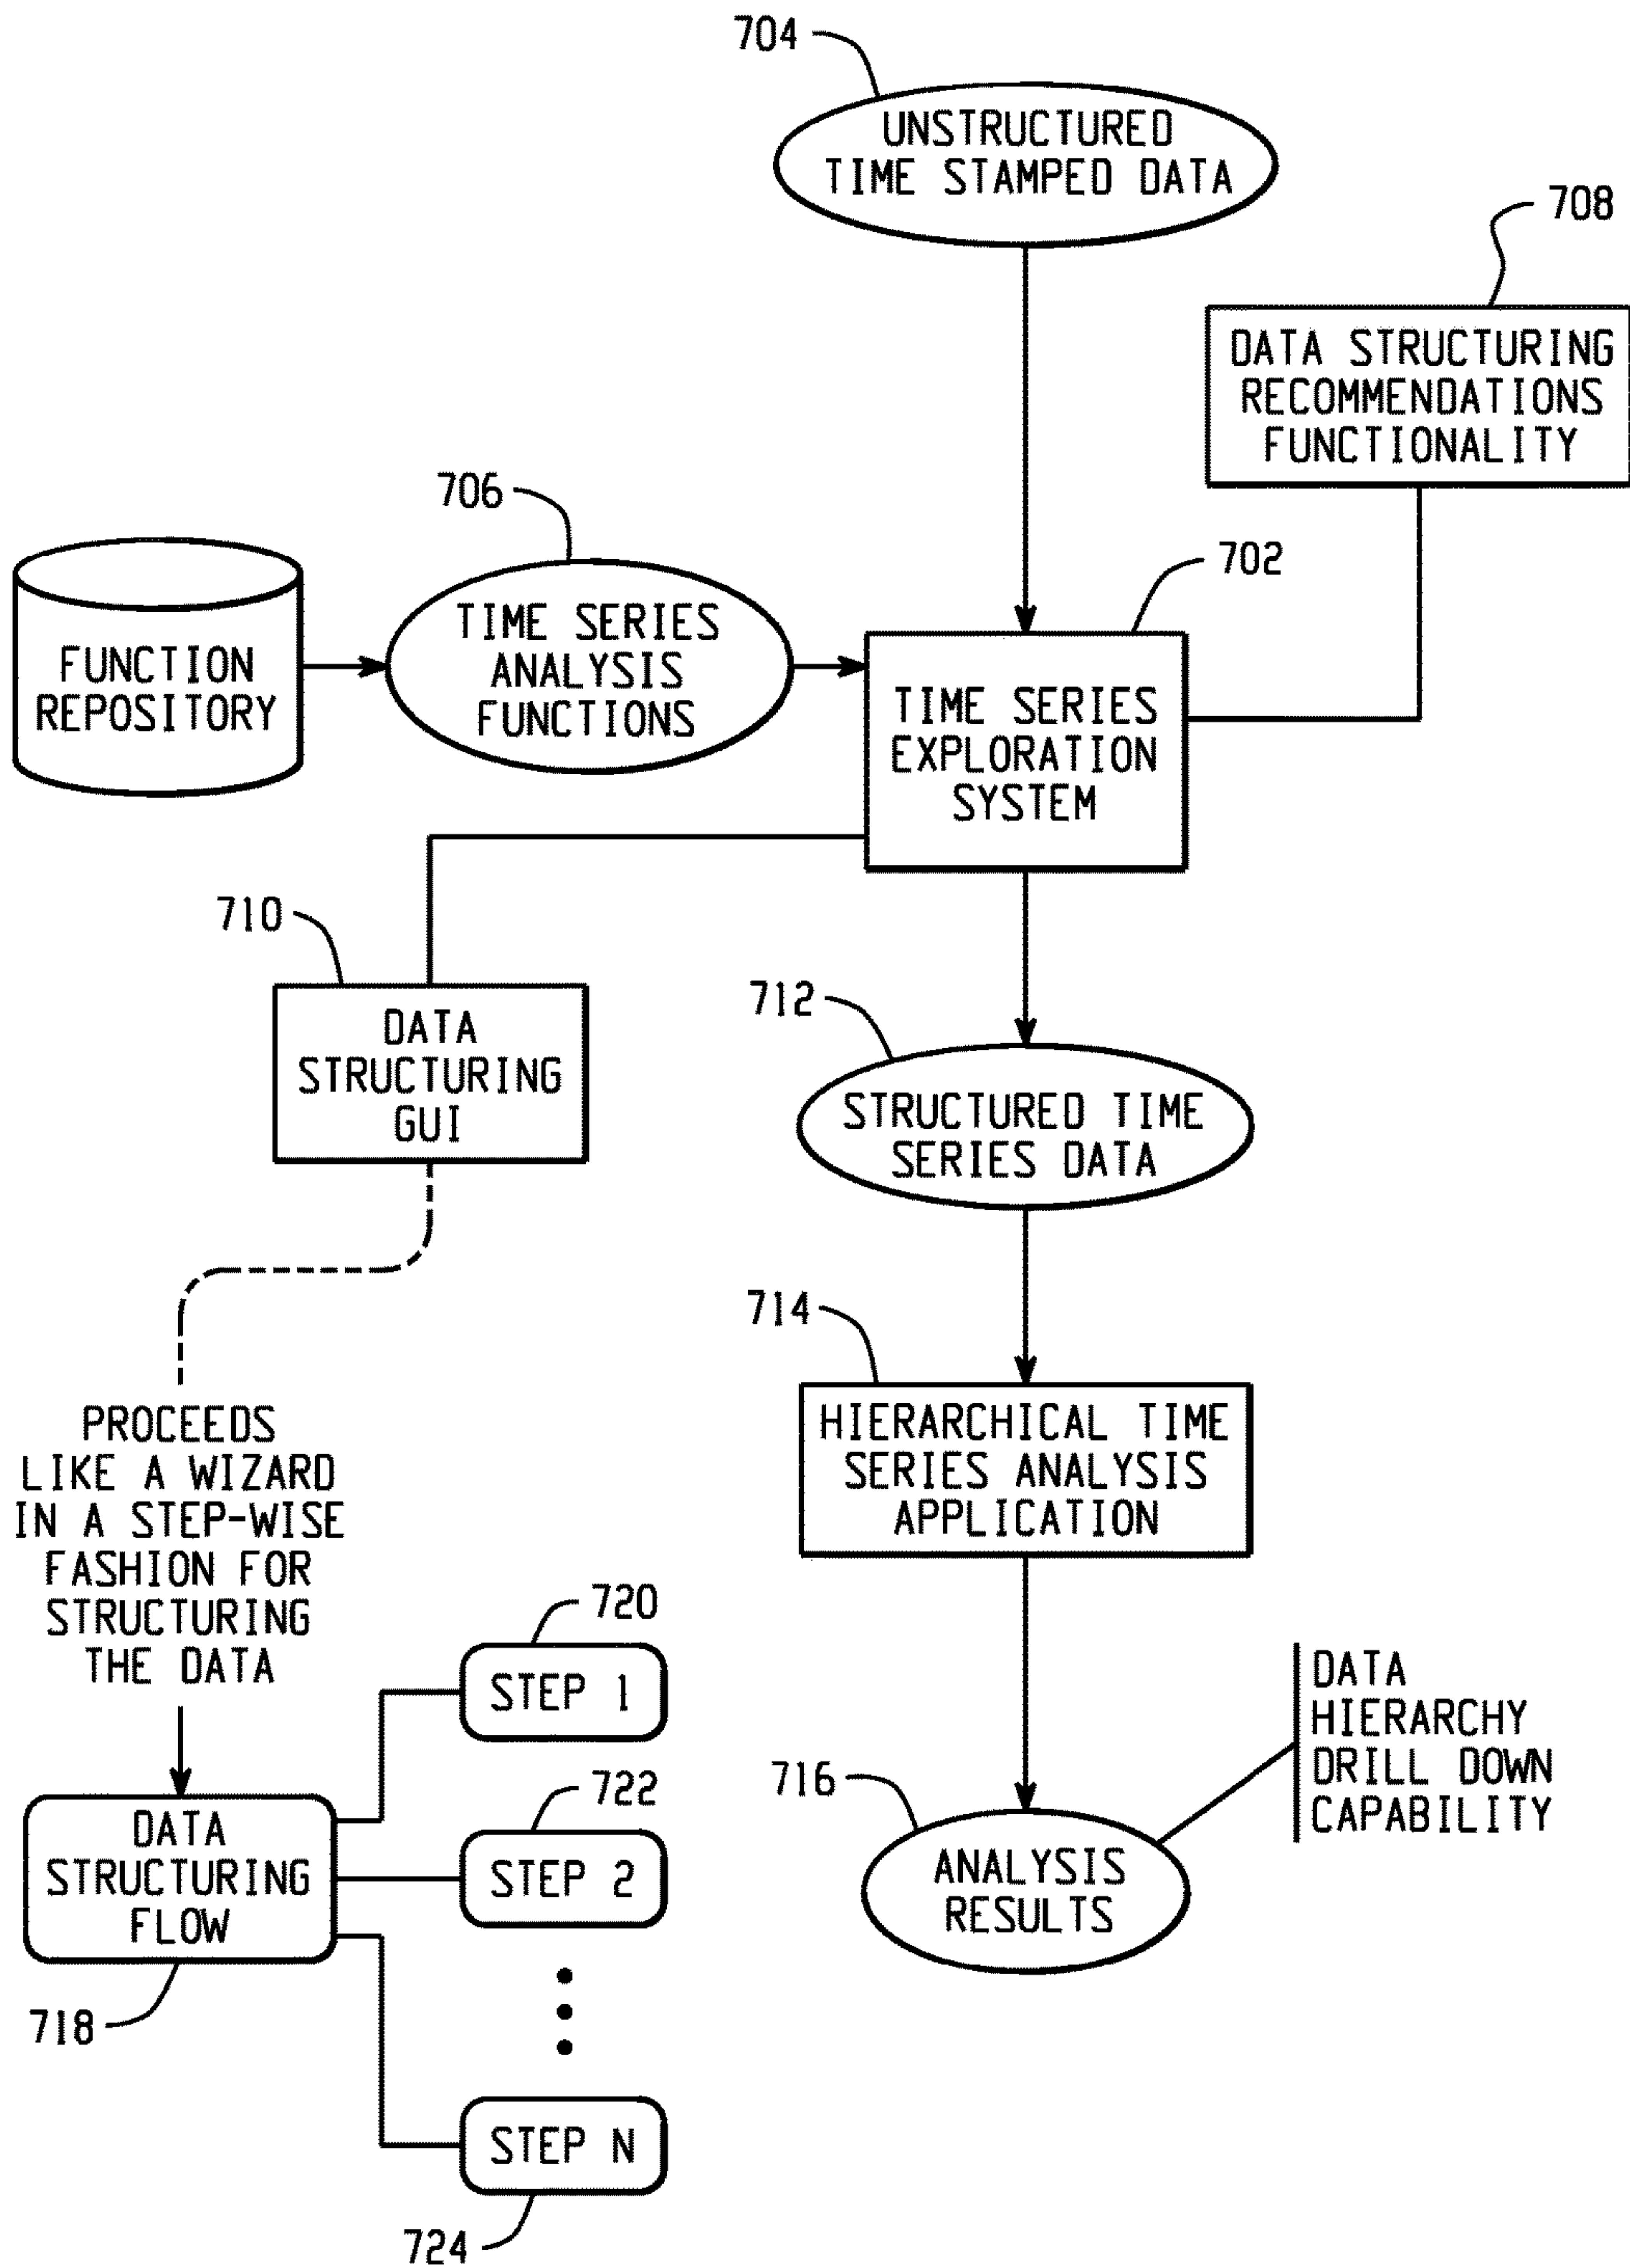 704
UNSTRUCTURED
TIME STAMPED DATA
708
DATA STRUCTURING
RECOMMENDATIONS
FUNCTIONALITY
706
702
FUNCTION
REPOSITORY
TIME SERIES
ANALYSIS
FUNCTIONS
TIME SERIES
EXPLORATION
SYSTEM
710
DATA
STRUCTURING
GUI
712
STRUCTURED TIME
SERIES DATA
714
HIERARCHICAL TIME
SERIES ANALYSIS
APPLICATION
PROCEEDS
LIKE A WIZARD
IN A STEP-WISE
FASHION FOR
STRUCTURING
THE DATA
720
STEP 1
722
STEP 2
DATA
STRUCTURING
FLOW
718
STEP N
724
716
ANALYSIS
RESULTS
DATA
HIERARCHY
DRILL DOWN
CAPABILITY